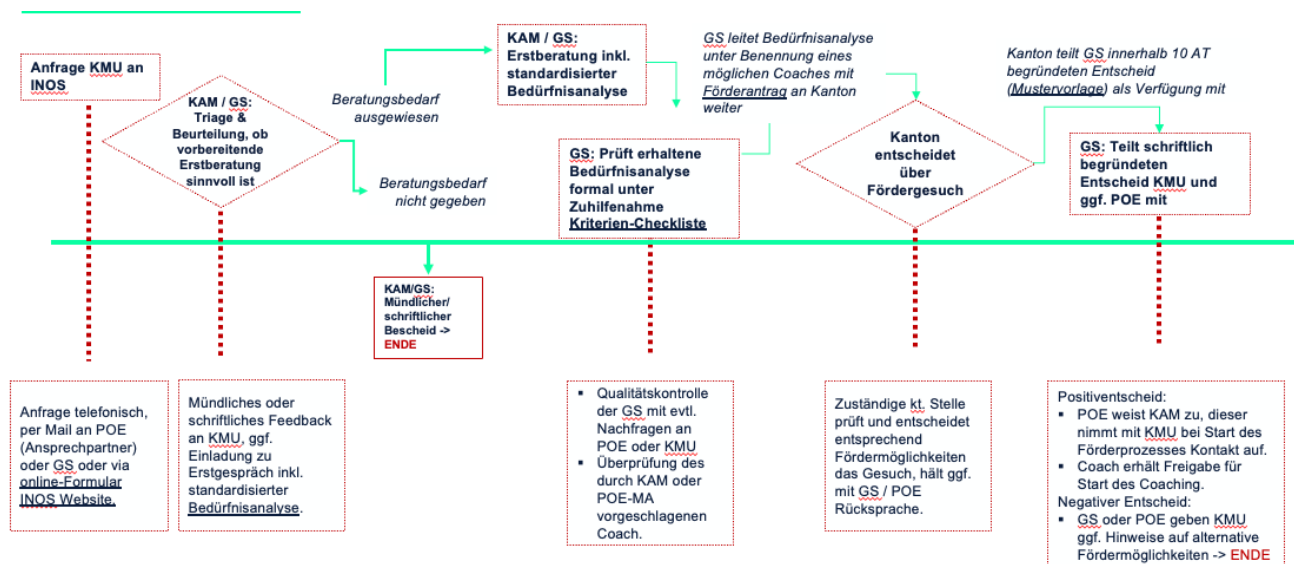 Anfrage KMU an
INOS
KAM / GS:
Triage &
Beurteilung, ob
vorbereitende
Erstberatung
sinnvoll ist
Beratungsbedarf
ausgewiesen
Beratungsbedarf
nicht gegeben
KAM / GS:
Erstberatung inkl.
standardisierter
Bedürfnisanalyse
GS: Prüft erhaltene
Bedürfnisanalyse
formal unter
Zuhilfenahme
Kriterien-Checkliste
GS leitet Bedürfnisanalyse
unter Benennung eines
möglichen Coaches mit
Förderantrag an Kanton
weiter
Kanton
entscheidet
über
Fördergesuch
Kanton teilt GS innerhalb 10 AT
begründeten Entscheid
(Mustervorlage) als Verfügung mit
GS: Teilt schriftlich
begründeten
Entscheid KMU und
ggf. POE mit
KAM/GS:
Mündlicher/
schriftlicher
Bescheid ->
ENDE
Anfrage telefonisch,
per Mail an POE
(Ansprechpartner)
oder GS oder via
online-Formular
INOS Website.
Mündliches oder
schriftliches Feedback
an KMU, ggf.
Einladung zu
Erstgespräch inkl.
standardisierter
Bedürfnisanalyse.
▪ Qualitätskontrolle
der GS mit evtl.
Nachfragen an
POE oder KMU
▪ Überprüfung des
durch KAM oder
POE-MA
vorgeschlagenen
Coach.
Zuständige kt. Stelle
prüft und entscheidet
entsprechend
Fördermöglichkeiten
das Gesuch, hält ggf.
mit GS / POE
Rücksprache.
Positiventscheid:
▪ POE weist KAM zu, dieser
nimmt mit KMU bei Start des
Förderprozesses Kontakt auf.
▪ Coach erhält Freigabe für
Start des Coaching.
Negativer Entscheid:
▪ GS oder POE geben KMU
ggf. Hinweise auf alternative
Fördermöglichkeiten -> ENDE